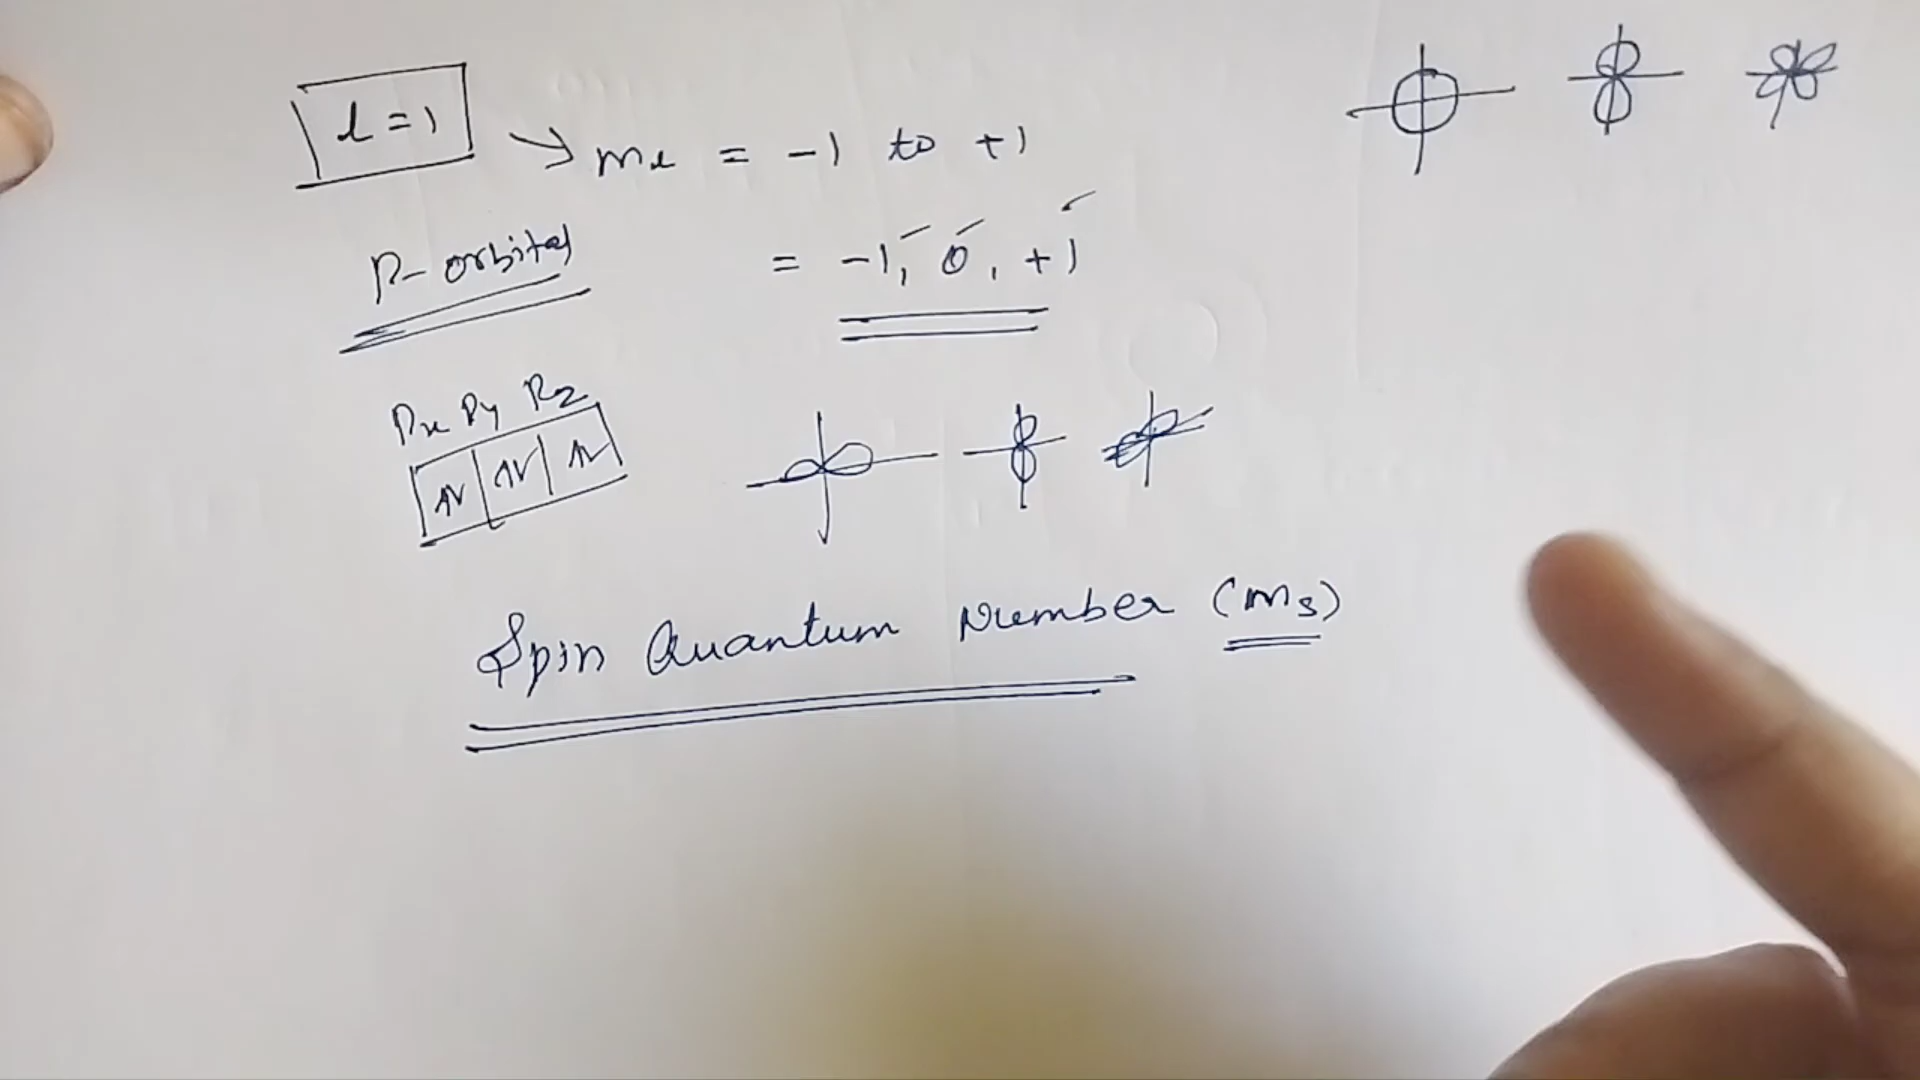 l = 1 → ml = -1 to +1
P- orbital = -1, 0, +1
Px Py Pz
Spin Quantum Number (ms)